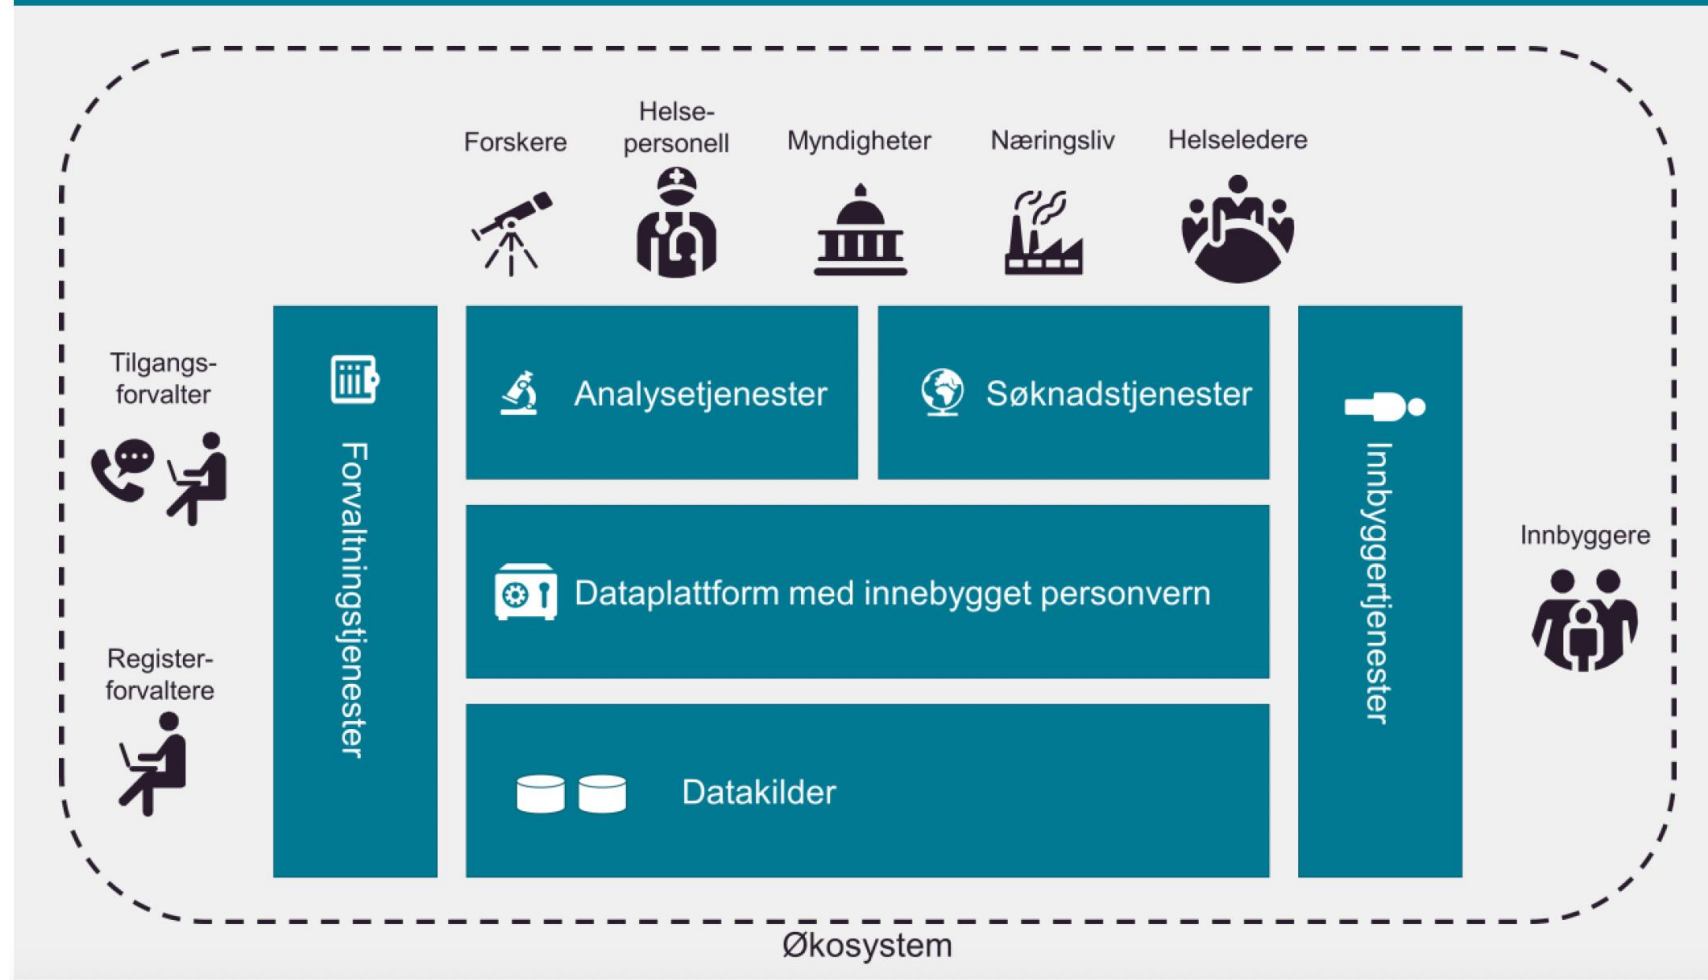 Forskere
Helse-
personell
Myndigheter
Næringsliv
Helseledere
Tilgangs-
forvalter
Register-
forvaltere
Forvaltningstjenester
Analysetjenester
Søknadstjenester
Dataplattform med innebygget personvern
Datakilder
Innbyggertjenester
Innbyggere
Økosystem